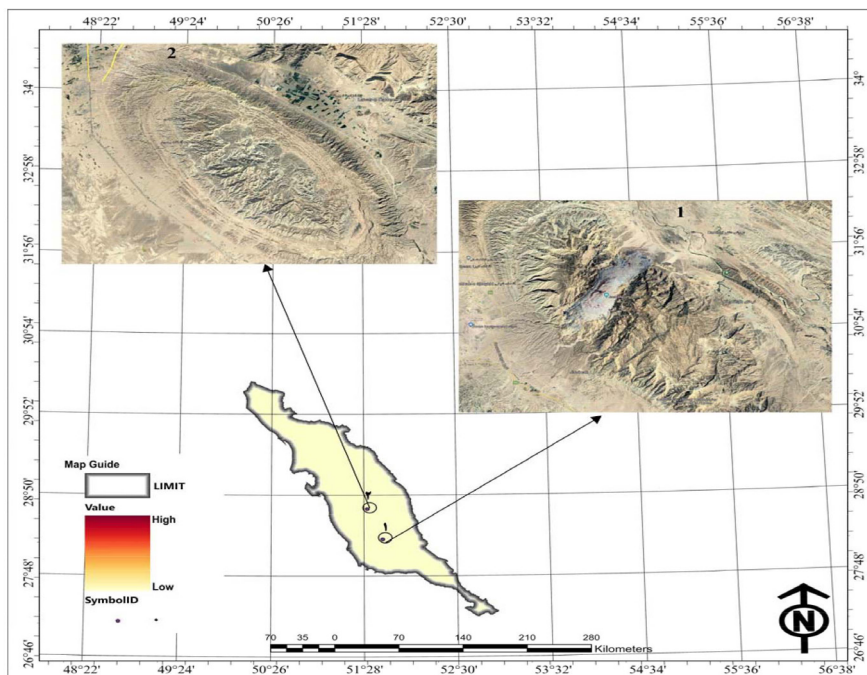 48°22' 49°24' 50°26' 51°28' 52°30' 53°32' 54°34' 55°36' 56°38'
34°
32°58'
31°56'
30°54'
29°52'
28°50'
27°48'
26°46'
2
1
34°
32°58'
31°56'
30°54'
29°52'
28°50'
27°48'
26°46'
۲
۱
Map Guide
LIMIT
Value
High
Low
SymbolID
N
70 35 0 70 140 210 280
Kilometers
48°22' 49°24' 50°26' 51°28' 52°30' 53°32' 54°34' 55°36' 56°38'